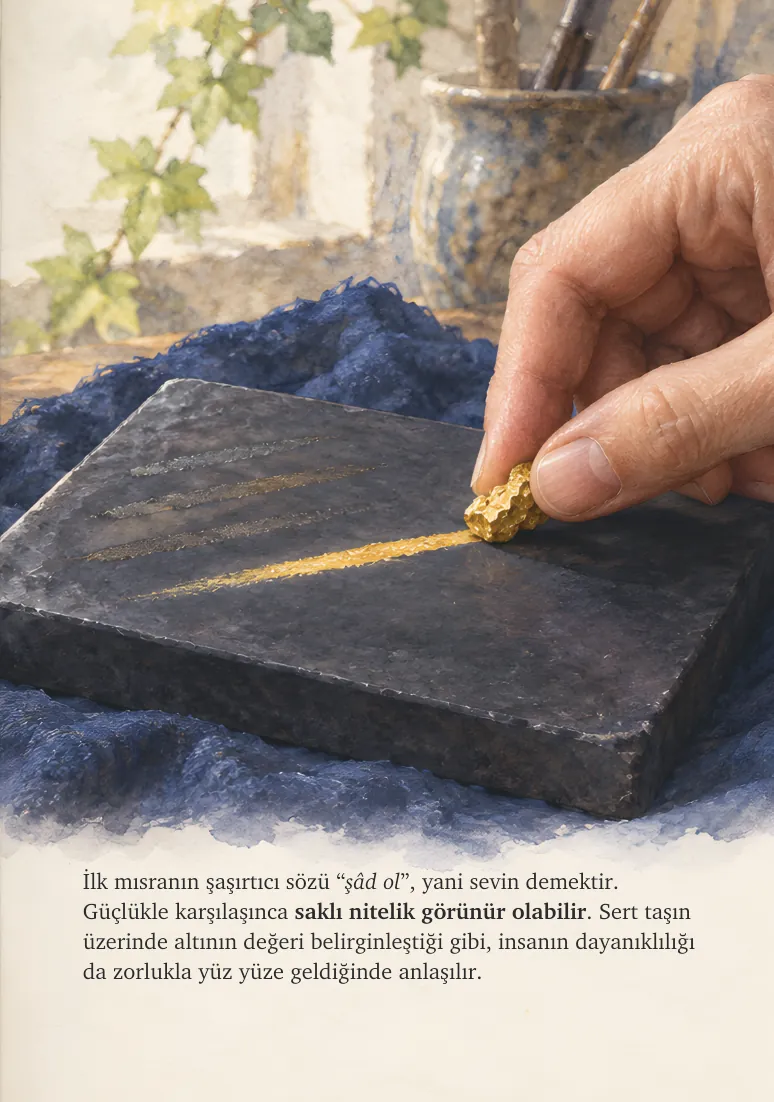 İlk mısranın şaşırtıcı sözü “şâd ol”, yani sevin demektir.
Güçlükle karşılaşınca saklı nitelik görünür olabilir. Sert taşın
üzerinde altının değeri belirginleştiği gibi, insanın dayanıklılığı
da zorlukla yüz yüze geldiğinde anlaşılır.